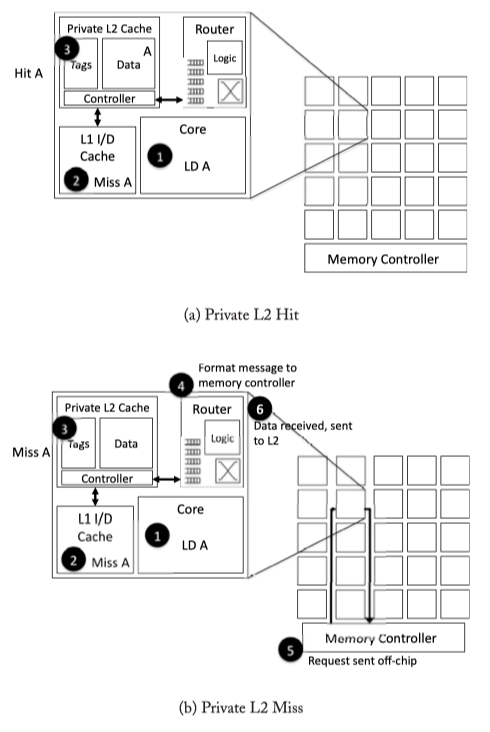 Private L2 Cache
Router
3
A
Tags
Data
Logic
Hit A
Controller
L1 I/D
Cache
Core
1
2
Miss A
LD A
Memory Controller
(a) Private L2 Hit
4
Format message to
memory controller
Private L2 Cache
Router
6
Data received, sent
to L2
3
Tags
Data
Logic
Miss A
Controller
L1 I/D
Cache
Core
1
2
Miss A
LD A
Memory Controller
5
Request sent off-chip
(b) Private L2 Miss